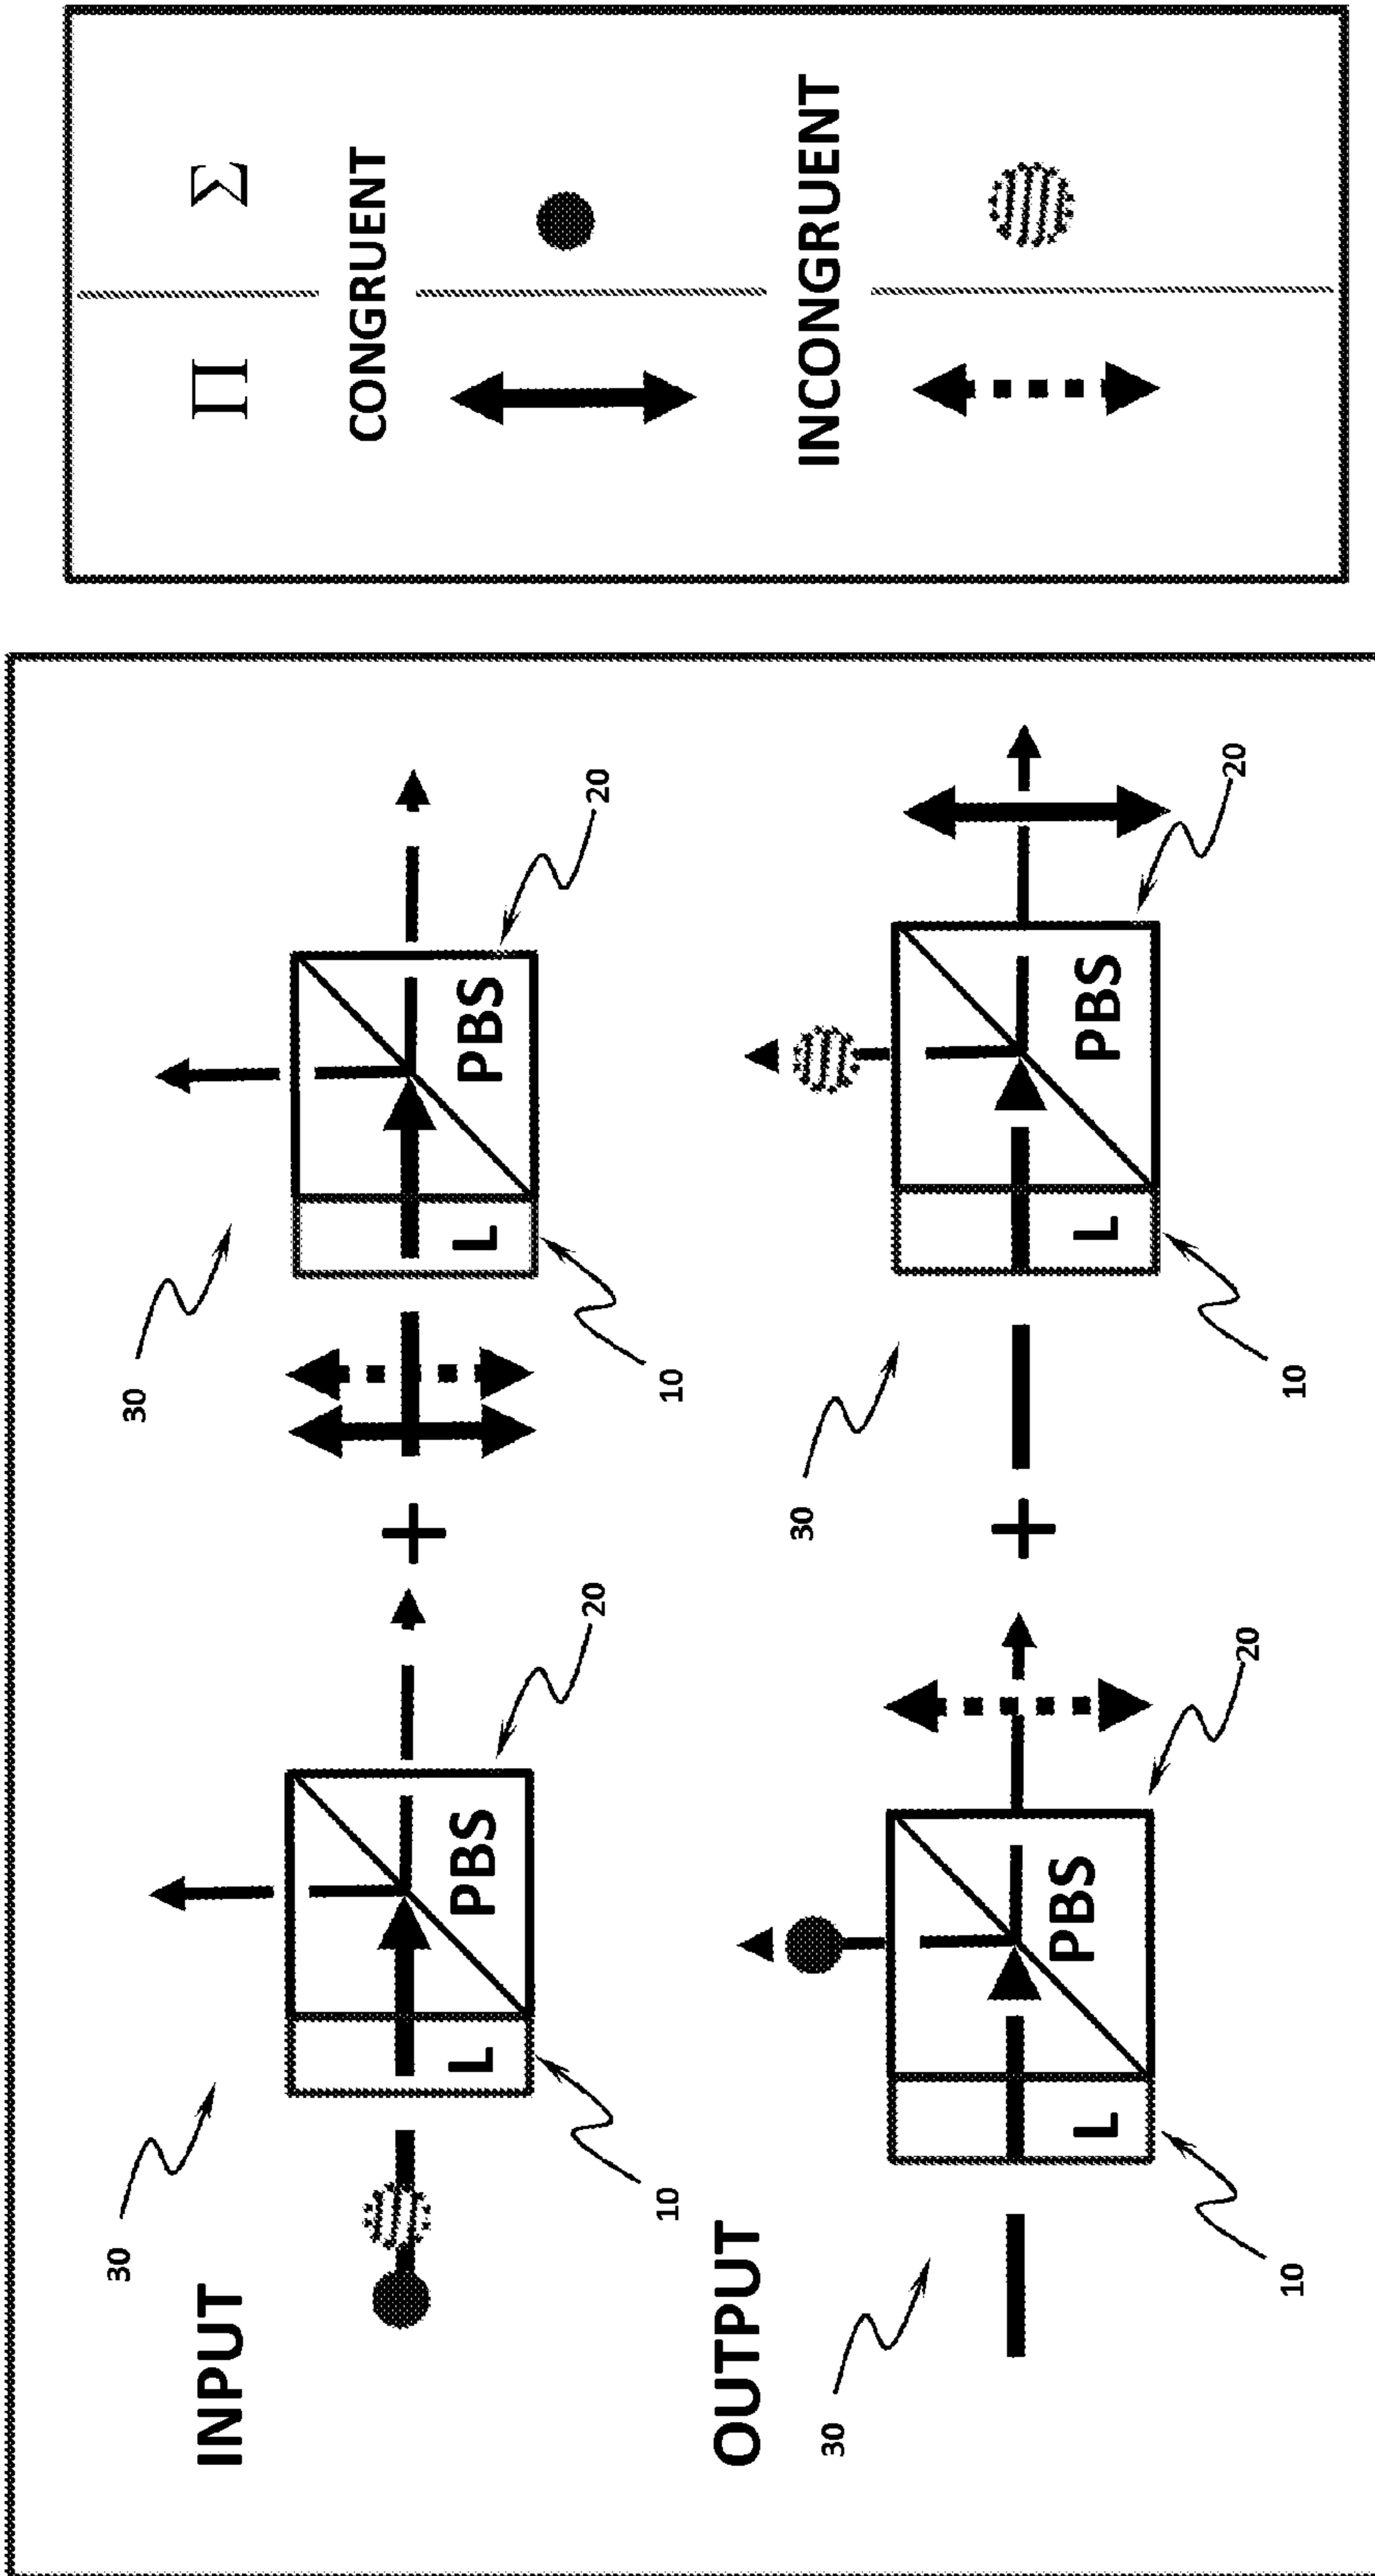 30 30
INPUT
+
L PBS L PBS
20 20
10 10
OUTPUT
30 30
+
L PBS L PBS
20 20
10 10
Π Σ
CONGRUENT
INCONGRUENT